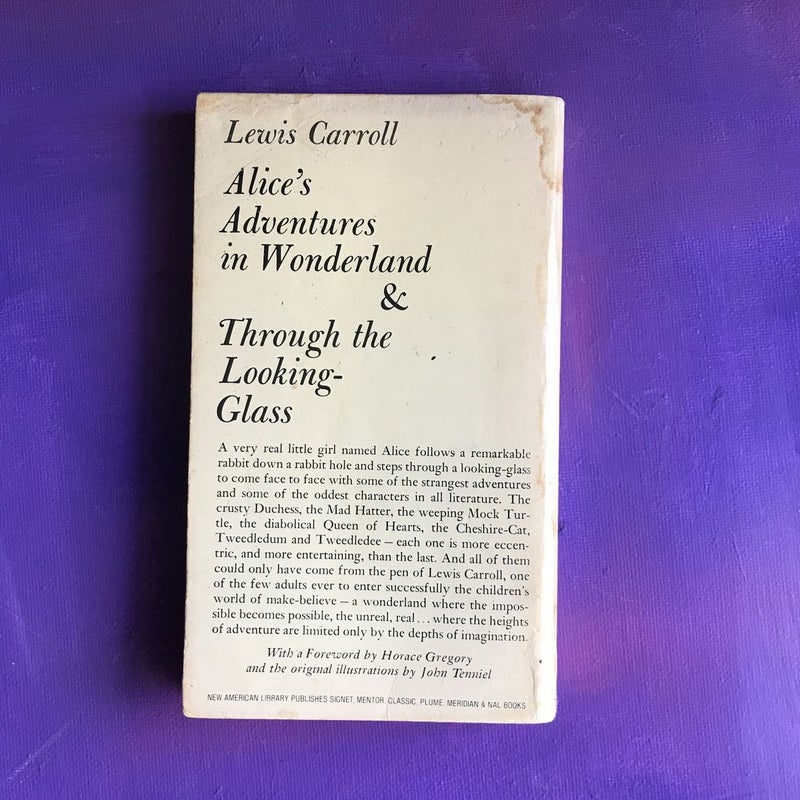 Lewis Carroll
Alice's
Adventures
in Wonderland
&
Through the
Looking-
Glass
A very real little girl named Alice follows a remarkable
rabbit down a rabbit hole and steps through a looking-glass
to come face to face with some of the strangest adventures
and some of the oddest characters in all literature. The
crusty Duchess, the Mad Hatter, the weeping Mock Tur-
tle, the diabolical Queen of Hearts, the Cheshire-Cat,
Tweedledum and Tweedledee — each one is more eccen-
tric, and more entertaining, than the last. And all of them
could only have come from the pen of Lewis Carroll, one
of the few adults ever to enter successfully the children's
world of make-believe — a wonderland where the impos-
sible becomes possible, the unreal, real . . . where the heights
of adventure are limited only by the depths of imagination.
With a Foreword by Horace Gregory
and the original illustrations by John Tenniel
NEW AMERICAN LIBRARY PUBLISHES SIGNET, MENTOR, CLASSIC, PLUME, MERIDIAN & NAL BOOKS